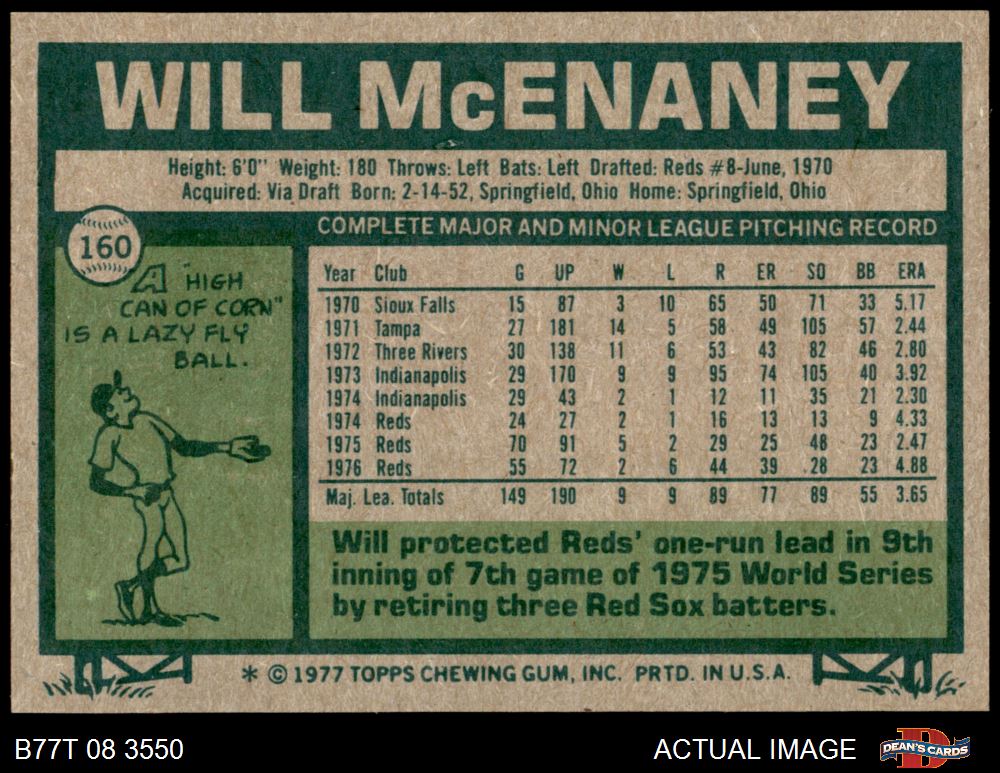 WILL McENANEY
Height: 6'0" Weight: 180 Throws: Left Bats: Left Drafted: Reds #8-June, 1970
Acquired: Via Draft Born: 2-14-52, Springfield, Ohio Home: Springfield, Ohio
160
A "HIGH
CAN OF CORN"
IS A LAZY FLY
BALL.
COMPLETE MAJOR AND MINOR LEAGUE PITCHING RECORD
Year Club G UP W L R ER SO BB ERA
1970 Sioux Falls 15 87 3 10 65 50 71 33 5.17
1971 Tampa 27 181 14 5 58 49 105 57 2.44
1972 Three Rivers 30 138 11 6 53 43 82 46 2.80
1973 Indianapolis 29 170 9 9 95 74 105 40 3.92
1974 Indianapolis 29 43 2 1 12 11 35 21 2.30
1974 Reds 24 27 2 1 16 13 13 9 4.33
1975 Reds 70 91 5 2 29 25 48 23 2.47
1976 Reds 55 72 2 6 44 39 28 23 4.88
Maj. Lea. Totals 149 190 9 9 89 77 89 55 3.65
Will protected Reds' one-run lead in 9th
inning of 7th game of 1975 World Series
by retiring three Red Sox batters.
* © 1977 TOPPS CHEWING GUM, INC. PRTD. IN U.S.A.
B77T 08 3550
ACTUAL IMAGE
DEAN'S CARDS